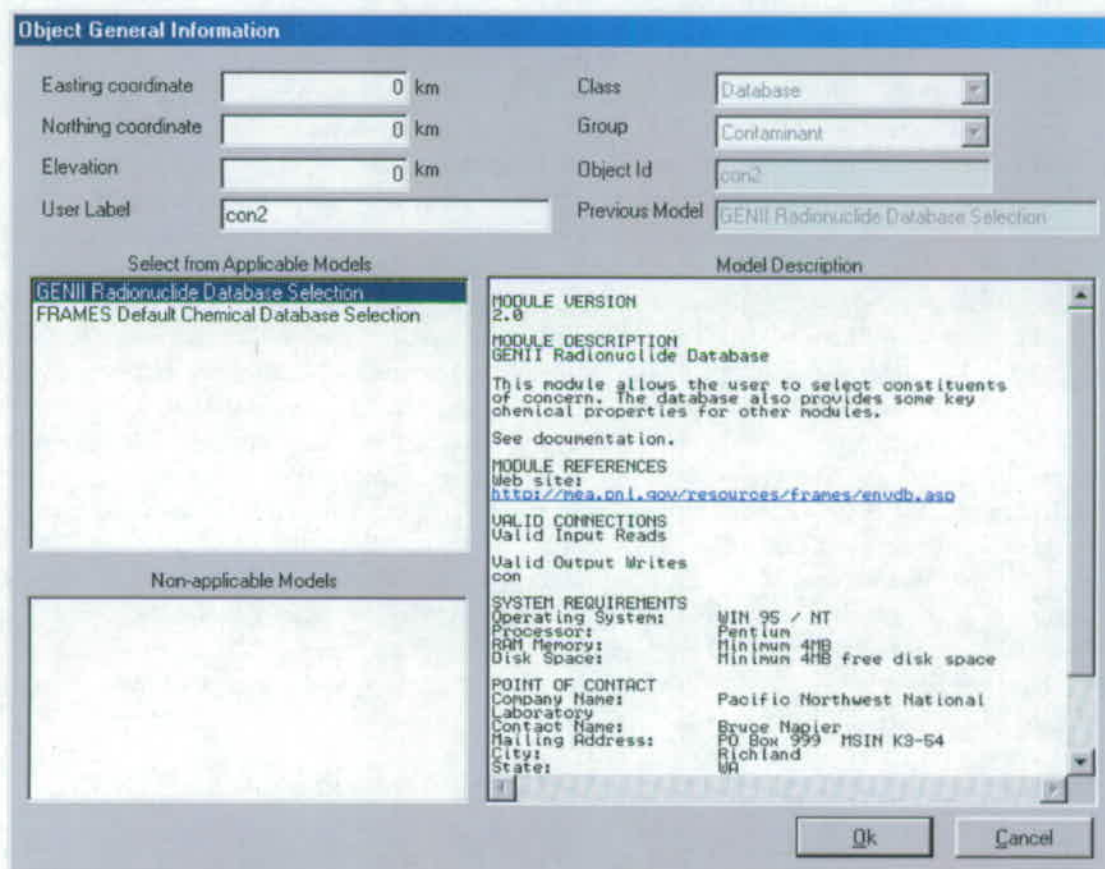 Object General Information
Easting coordinate 0 km Class Database
Northing coordinate 0 km Group Contaminant
Elevation 0 km Object Id con2
User Label con2 Previous Model GENII Radionuclide Database Selection
Select from Applicable Models
GENII Radionuclide Database Selection
FRAMES Default Chemical Database Selection
Non-applicable Models
Model Description
MODULE VERSION
2.0
MODULE DESCRIPTION
GENII Radionuclide Database
This module allows the user to select constituents
of concern. The database also provides some key
chemical properties for other modules.
See documentation.
MODULE REFERENCES
Web site:
http://mea.pnl.gov/resources/frames/envdb.asp
VALID CONNECTIONS
Valid Input Reads
Valid Output Writes
con
SYSTEM REQUIREMENTS
Operating System: WIN 95 / NT
Processor: Pentium
RAM Memory: Minimum 4MB
Disk Space: Minimum 4MB free disk space
POINT OF CONTACT
Company Name: Pacific Northwest National
Laboratory
Contact Name: Bruce Napier
Mailing Address: PO Box 999 MSIN K3-54
City: Richland
State: WA
Ok Cancel